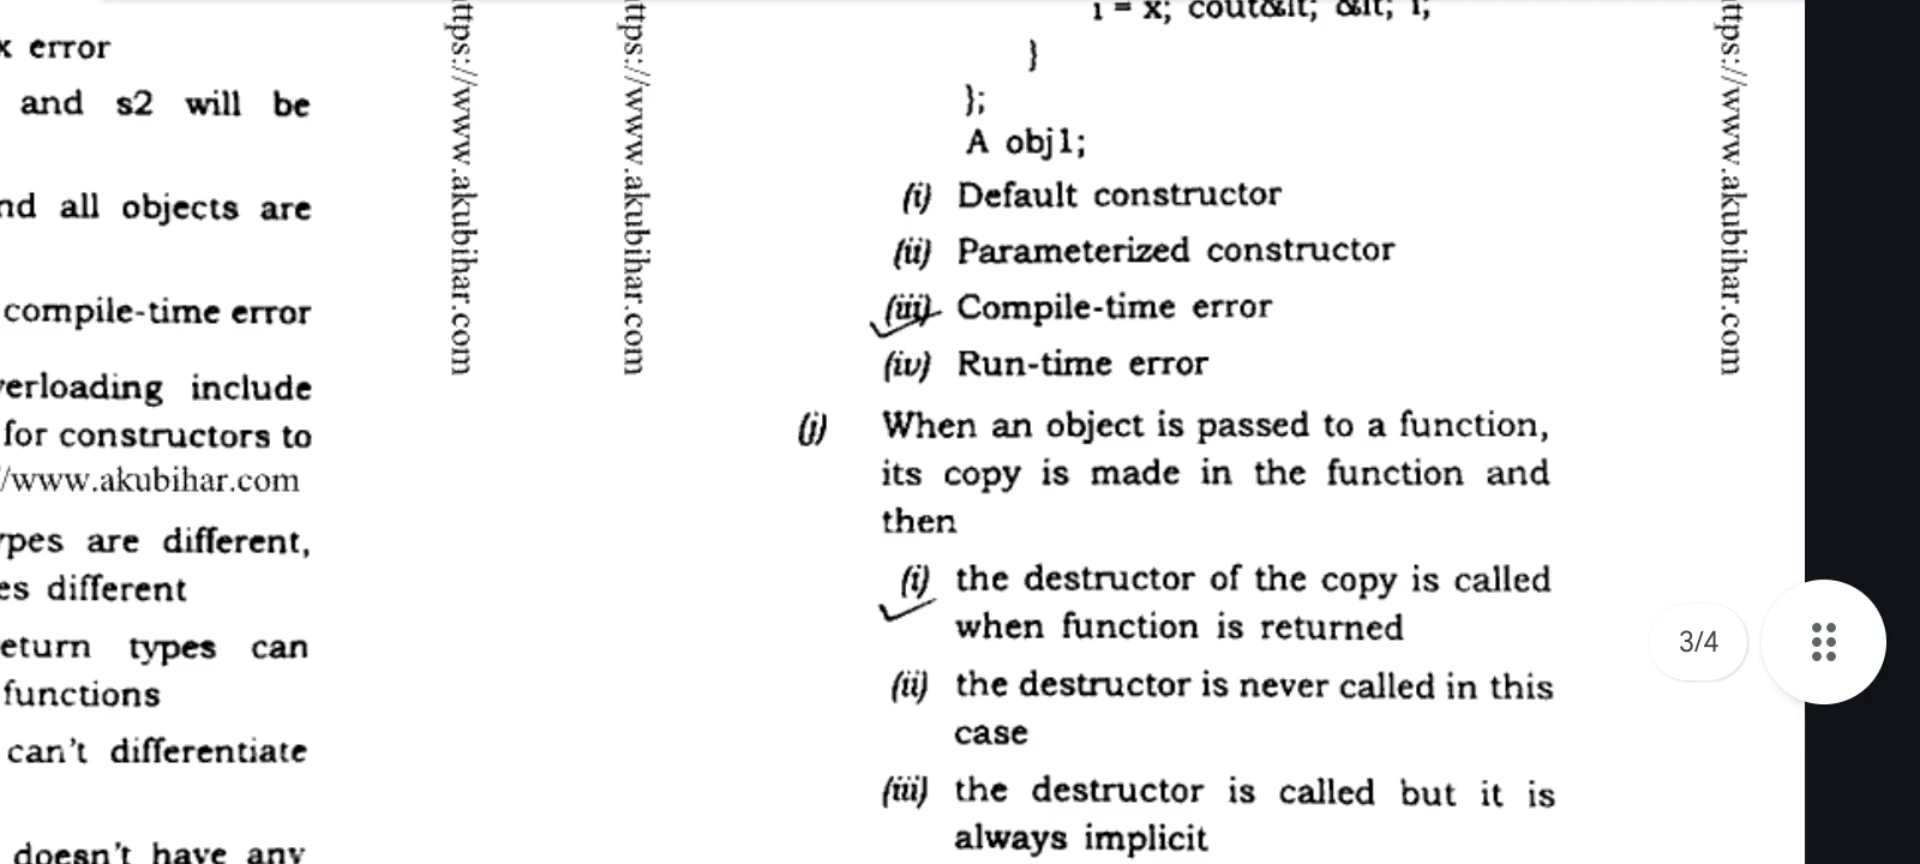 x error
and s2 will be
nd all objects are
compile-time error
verloading include
for constructors to
/www.akubihar.com
ypes are different,
es different
eturn types can
functions
can't differentiate
doesn't have any
ttps://www.akubihar.com
ttps://www.akubihar.com
i = x; cout&lt; &lt; i;
}
};
A obj1;
(i) Default constructor
(ii) Parameterized constructor
(iii) Compile-time error
(iv) Run-time error
(j) When an object is passed to a function,
its copy is made in the function and
then
(i) the destructor of the copy is called
when function is returned
(ii) the destructor is never called in this
case
(iii) the destructor is called but it is
always implicit
ttps://www.akubihar.com
3/4